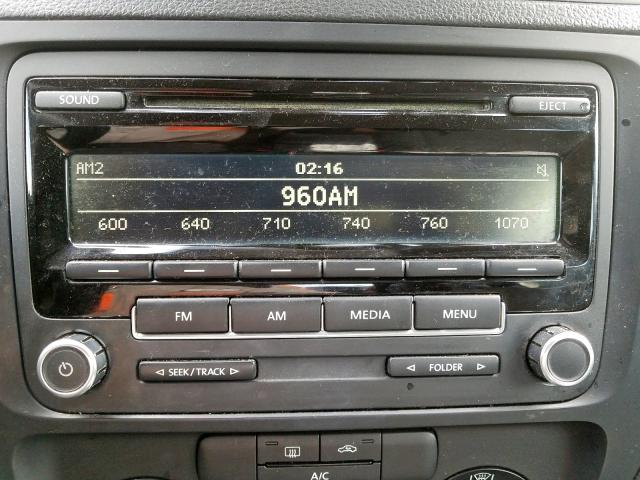 SOUND EJECT
AM2 02:16
960AM
600 640 710 740 760 1070
FM AM MEDIA MENU
SEEK/TRACK FOLDER
A/C